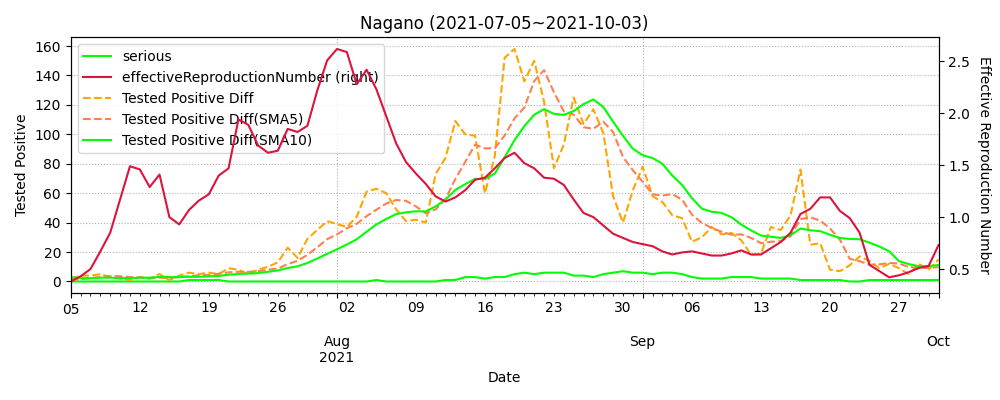 Nagano (2021-07-05~2021-10-03)
serious
effectiveReproductionNumber (right)
Tested Positive Diff
Tested Positive Diff(SMA5)
Tested Positive Diff(SMA10)
Tested Positive
160
140
120
100
80
60
40
20
0
2.5
2.0
1.5
1.0
0.5
Effective Reproduction Number
05 12 19 26 02 09 16 23 30 06 13 20 27
Aug Sep Oct
2021
Date